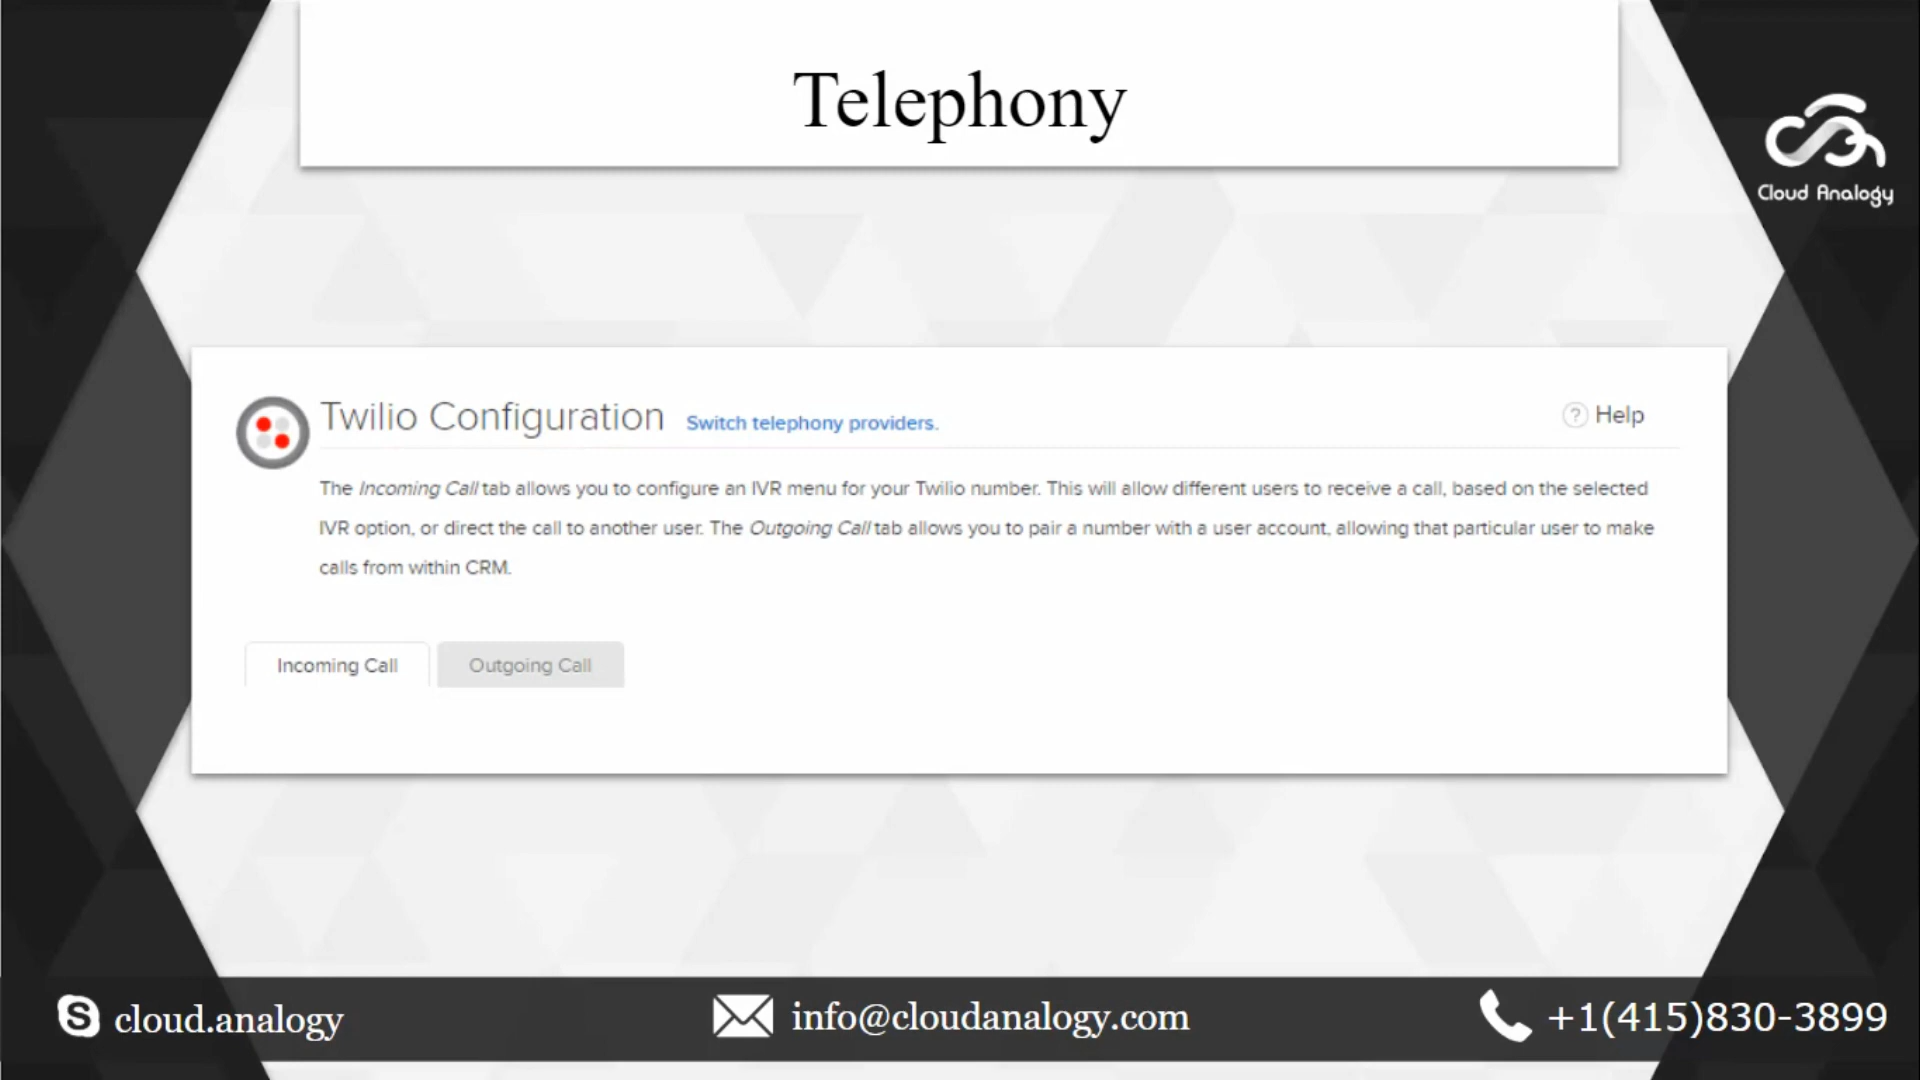 Telephony
Cloud Analogy
Twilio Configuration Switch telephony providers.
? Help
The Incoming Call tab allows you to configure an IVR menu for your Twilio number. This will allow different users to receive a call, based on the selected
IVR option, or direct the call to another user. The Outgoing Call tab allows you to pair a number with a user account, allowing that particular user to make
calls from within CRM.
Incoming Call Outgoing Call
cloud.analogy
info@cloudanalogy.com
+1(415)830-3899